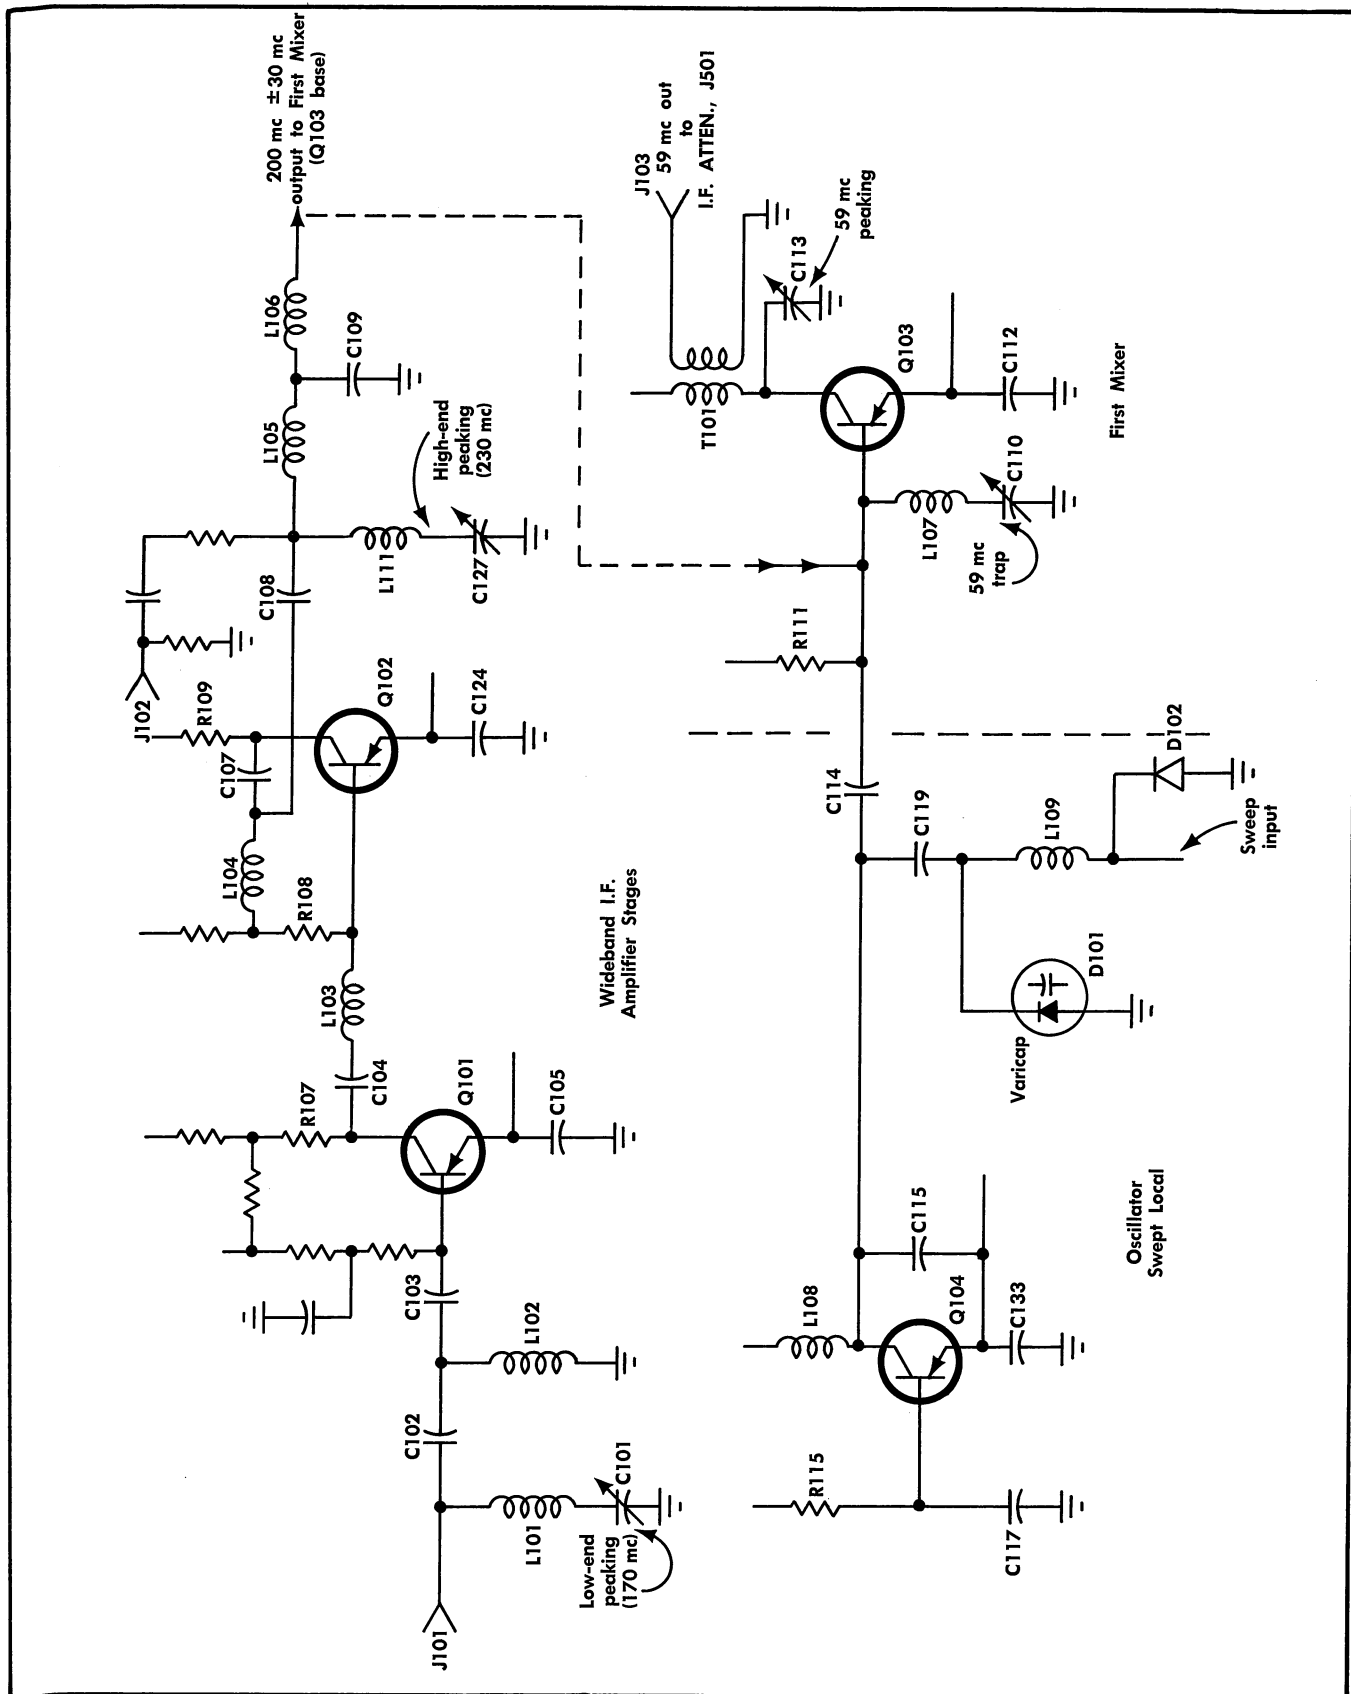 200 mc ±30 mc
output to First Mixer
(Q103 base)
L106
C109
L105
High-end
peaking
(230 mc)
L111
C127
C108
J102
R109
C107
Q102
C124
L104
R108
L103
Wideband I.F.
Amplifier Stages
R107
C104
Q101
C105
C103
L102
C102
L101
C101
Low-end
peaking
(170 mc)
J101
J103
59 mc out
to
I.F. ATTEN., J501
59 mc
peaking
C113
T101
Q103
C112
First Mixer
L107
C110
59 mc
trap
R111
C114
D102
C119
L109
Sweep
input
D101
Varicap
C115
L108
Q104
C133
Oscillator
Swept Local
R115
C117